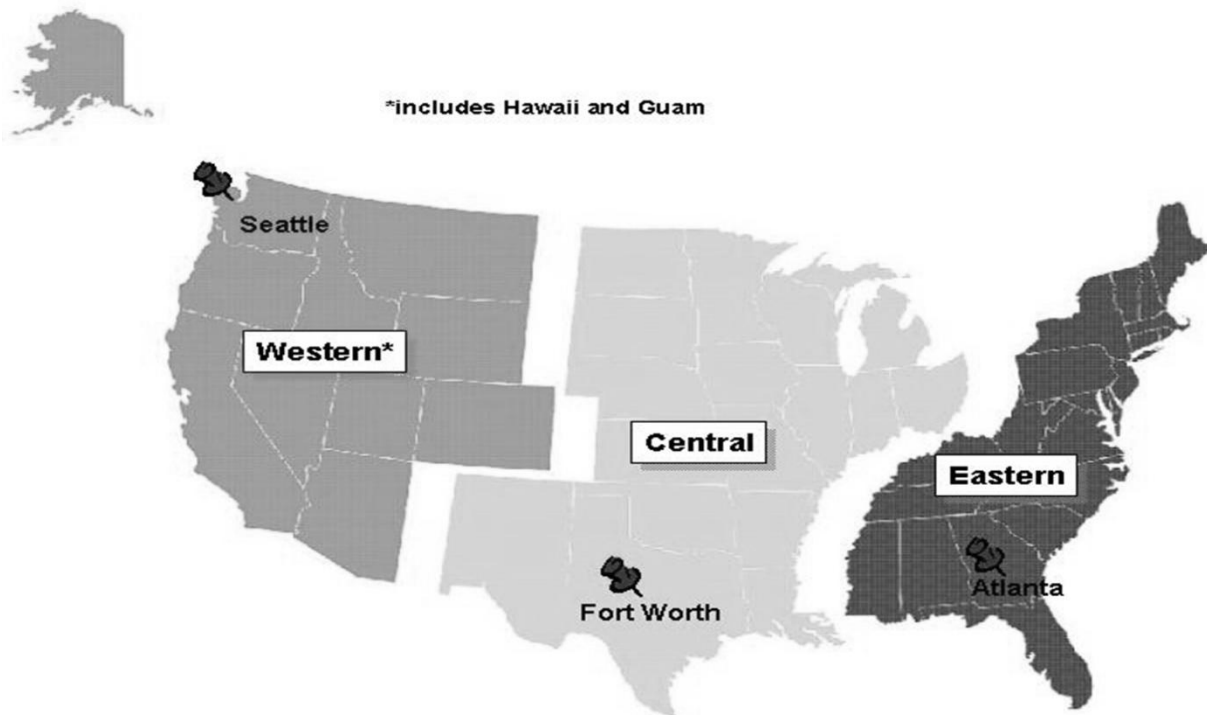 *includes Hawaii and Guam
Seattle
Western*
Central
Eastern
Fort Worth
Atlanta